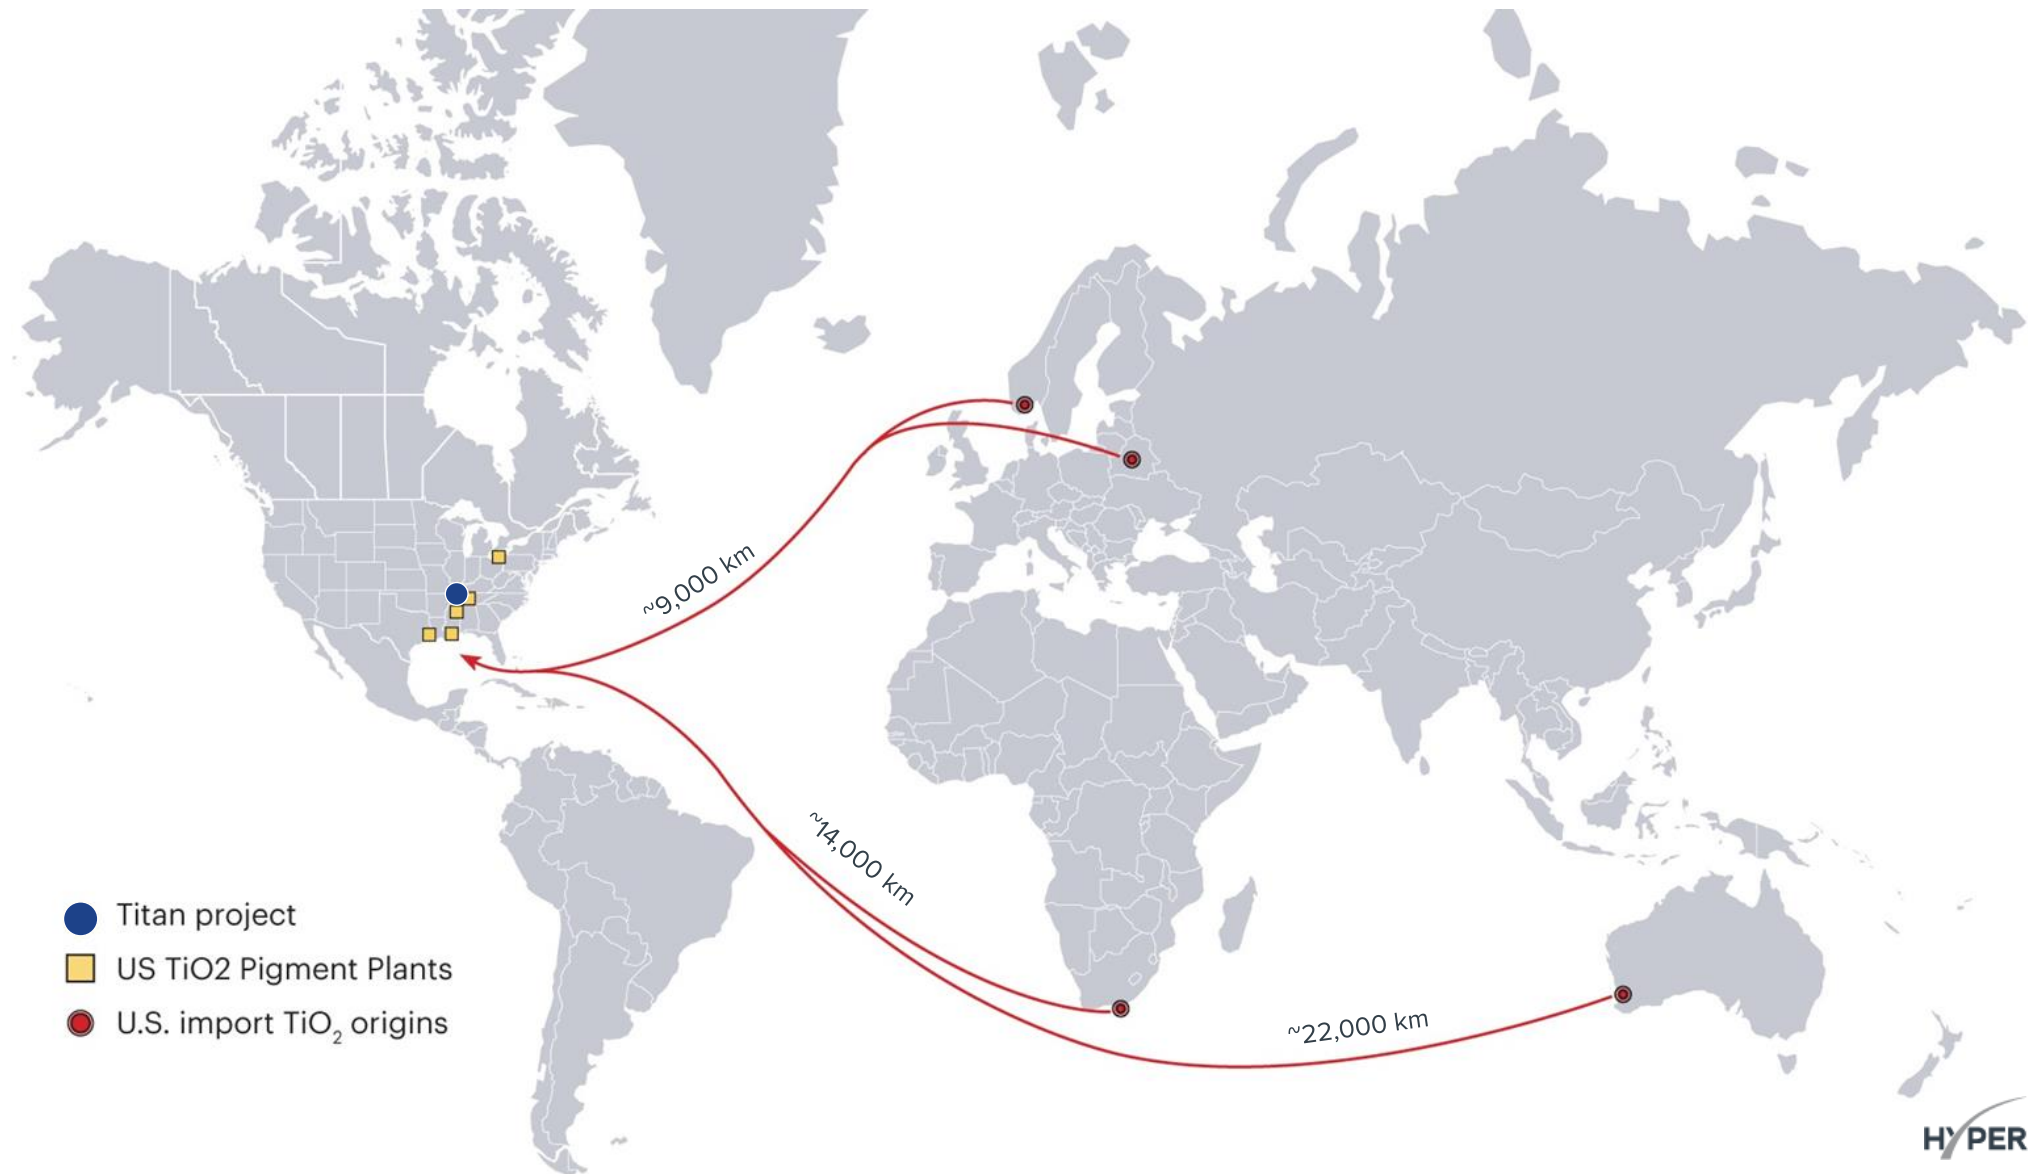 ~9,000 km
~14,000 km
~22,000 km
Titan project
US TiO2 Pigment Plants
U.S. import TiO₂ origins
HYPER